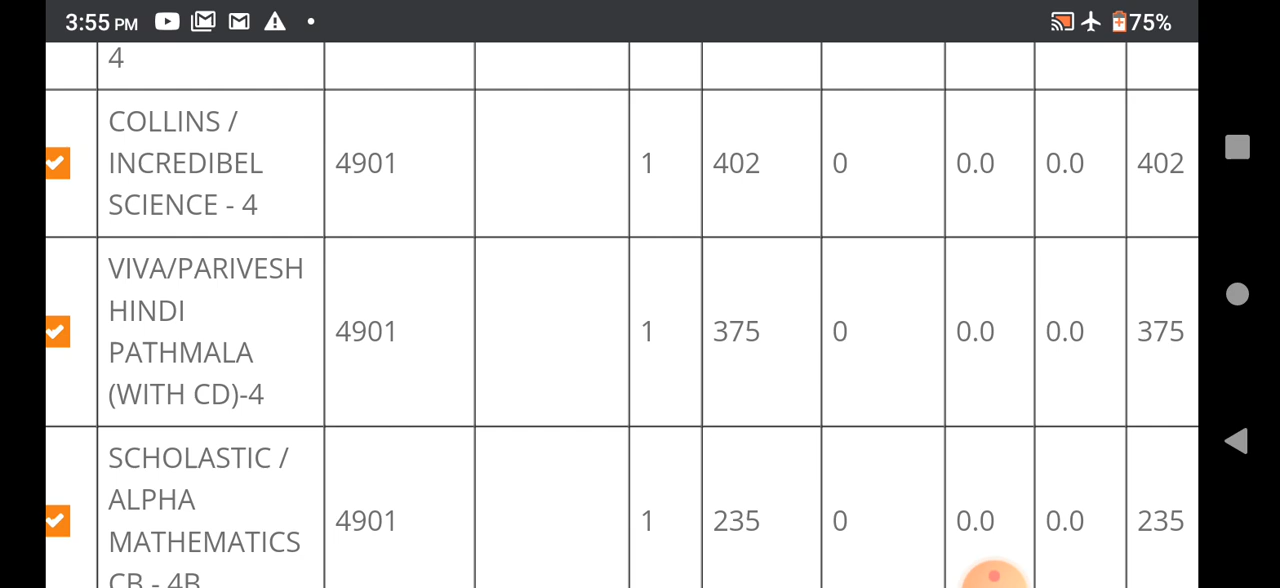 3:55 PM 75%
4
COLLINS /
INCREDIBEL
SCIENCE - 4
4901 1 402 0 0.0 0.0 402
VIVA/PARIVESH
HINDI
PATHMALA
(WITH CD)-4
4901 1 375 0 0.0 0.0 375
SCHOLASTIC /
ALPHA
MATHEMATICS
CB - 4B
4901 1 235 0 0.0 0.0 235